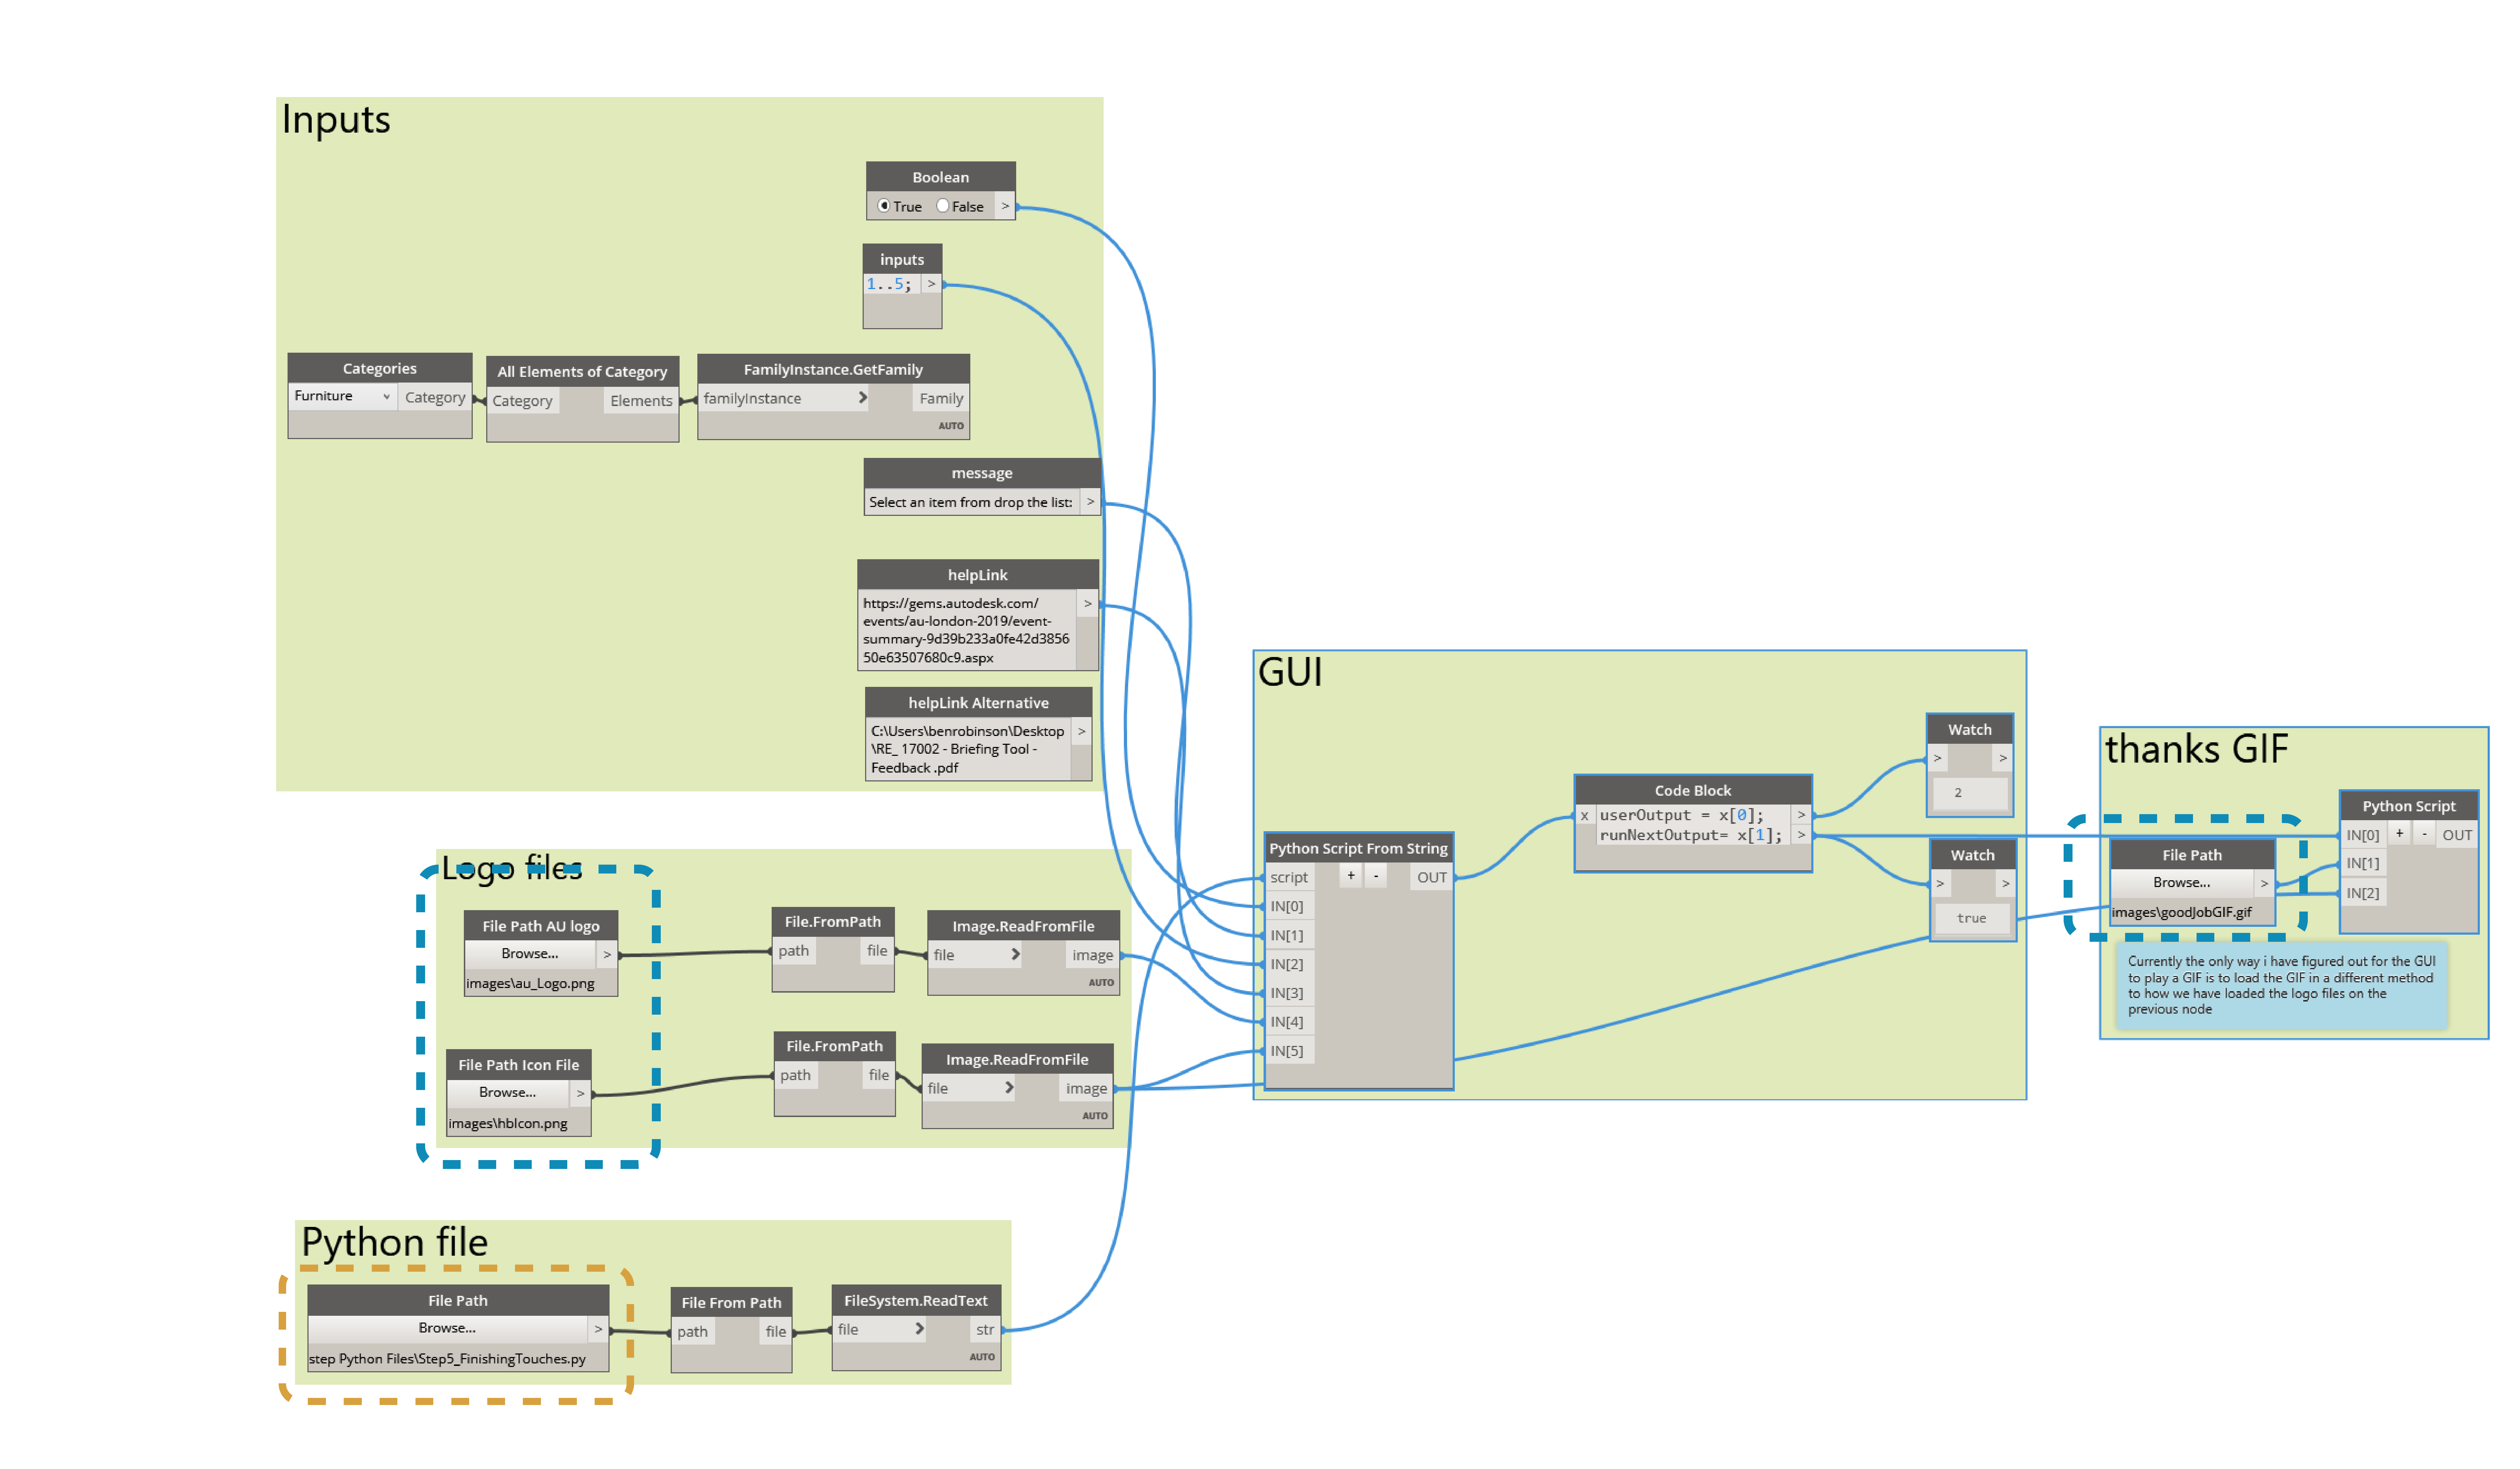 Inputs
Boolean
True False >
inputs
1..5; >
Categories
Furniture Category
All Elements of Category
Category Elements
FamilyInstance.GetFamily
familyInstance > Family
AUTO
message
Select an item from drop the list: >
helpLink
https://gems.autodesk.com/ >
events/au-london-2019/event-
summary-9d39b233a0fe42d3856
50e63507680c9.aspx
helpLink Alternative
C:\Users\benrobinson\Desktop >
\RE_ 17002 - Briefing Tool -
Feedback .pdf
Logo files
File Path AU logo
Browse... >
images\au_Logo.png
File.FromPath
path file
Image.ReadFromFile
file > image
AUTO
File Path Icon File
Browse... >
images\hbIcon.png
File.FromPath
path file
Image.ReadFromFile
file > image
AUTO
Python file
File Path
Browse... >
step Python Files\Step5_FinishingTouches.py
File From Path
path file
FileSystem.ReadText
file > str
AUTO
GUI
Python Script From String
script + - OUT
IN[0]
IN[1]
IN[2]
IN[3]
IN[4]
IN[5]
Code Block
x userOutput = x[0]; >
runNextOutput= x[1]; >
Watch
> >
2
Watch
> >
true
thanks GIF
File Path
Browse... >
images\goodJobGIF.gif
Python Script
IN[0] + - OUT
IN[1]
IN[2]
Currently the only way i have figured out for the GUI
to play a GIF is to load the GIF in a different method
to how we have loaded the logo files on the
previous node